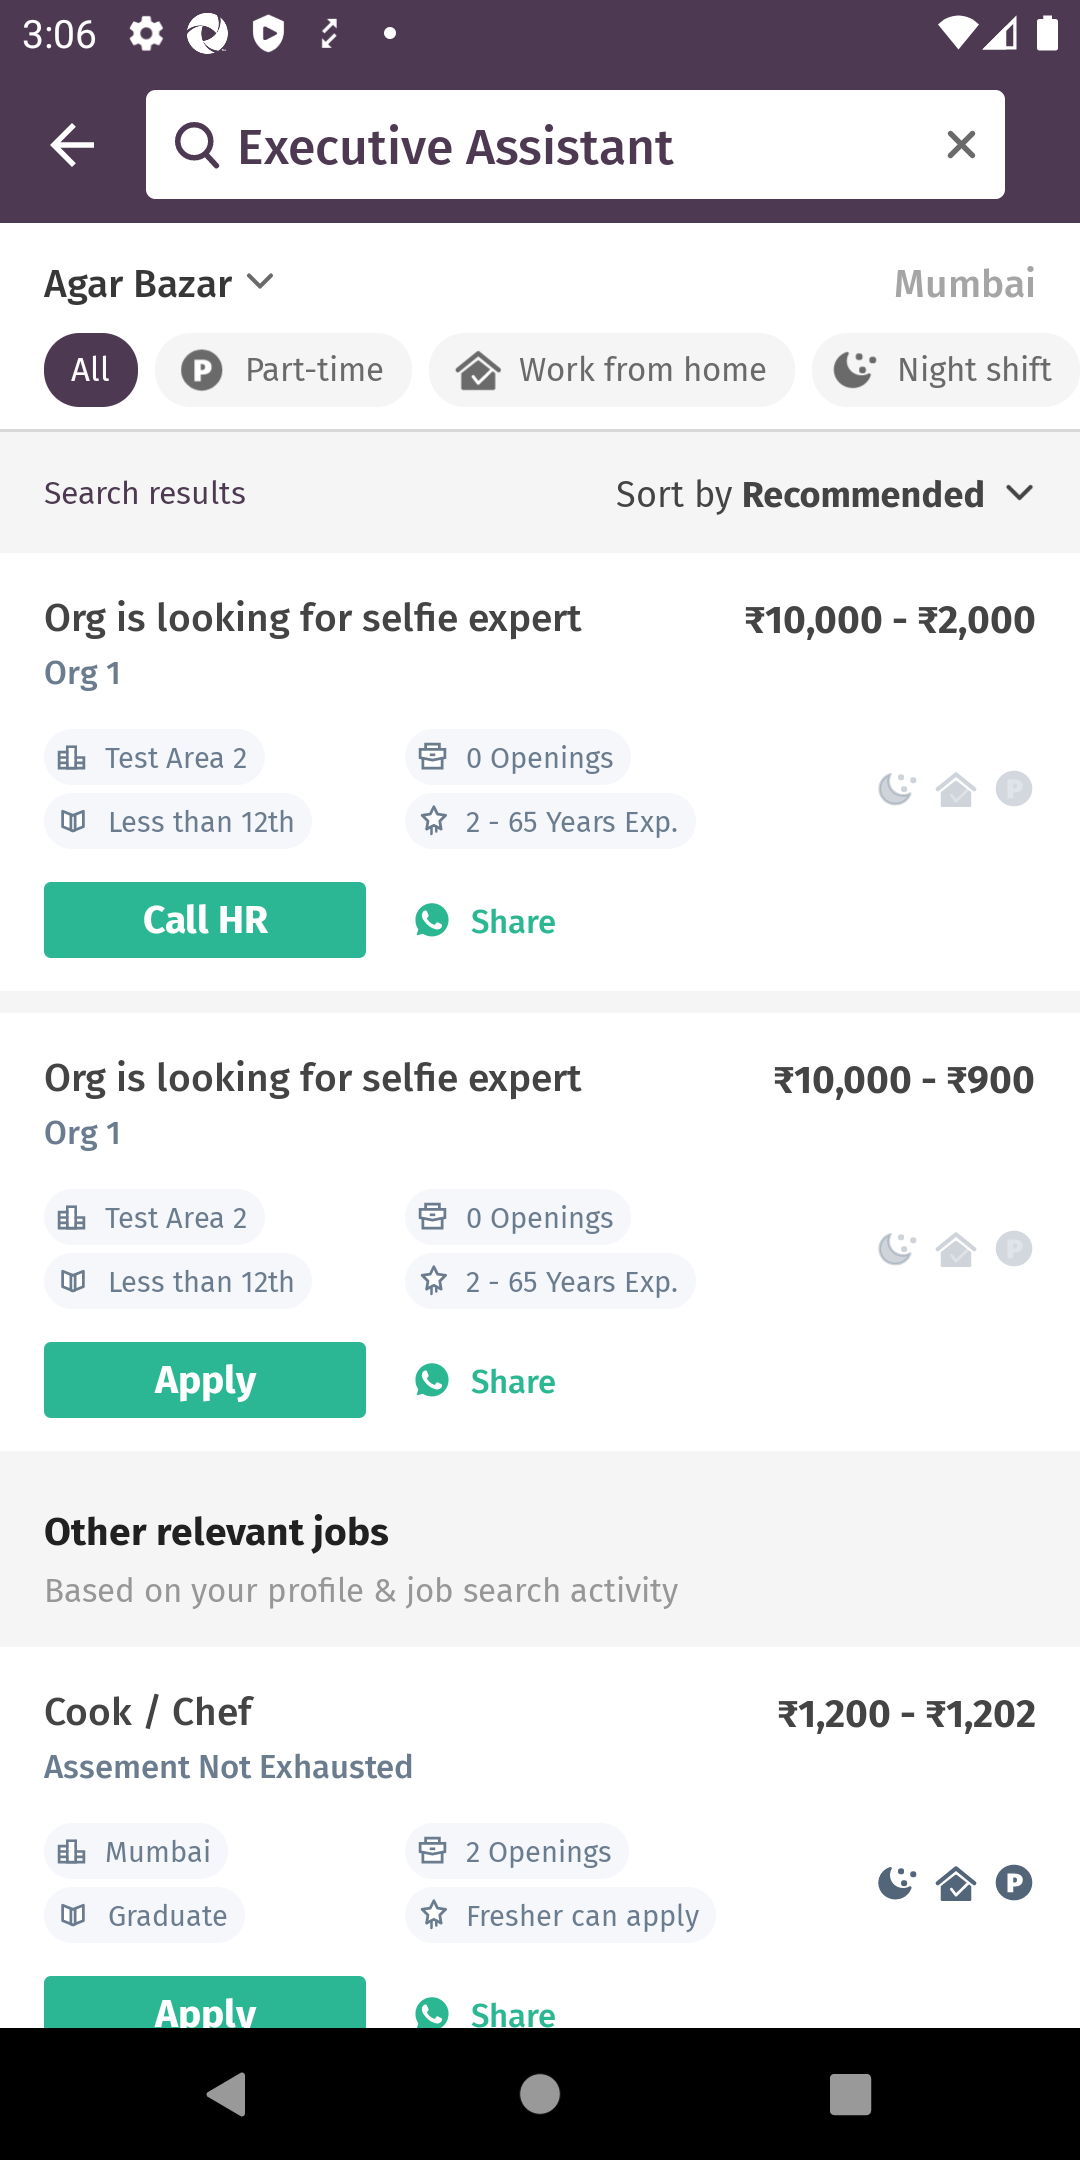 3:06
Executive Assistant
Agar Bazar
Mumbai
All
P Part-time
Work from home
Night shift
Search results
Sort by Recommended
Org is looking for selfie expert
₹10,000 - ₹2,000
Org 1
Test Area 2
0 Openings
Less than 12th
2 - 65 Years Exp.
P
Call HR
Share
Org is looking for selfie expert
₹10,000 - ₹900
Org 1
Test Area 2
0 Openings
Less than 12th
2 - 65 Years Exp.
P
Apply
Share
Other relevant jobs
Based on your profile & job search activity
Cook / Chef
₹1,200 - ₹1,202
Assement Not Exhausted
Mumbai
2 Openings
Graduate
Fresher can apply
P
Apply
Share